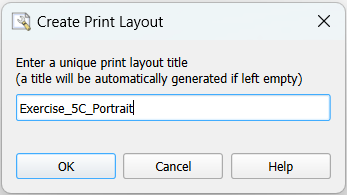 Create Print Layout
Enter a unique print layout title
(a title will be automatically generated if left empty)
Exercise_5C_Portrait
OK Cancel Help